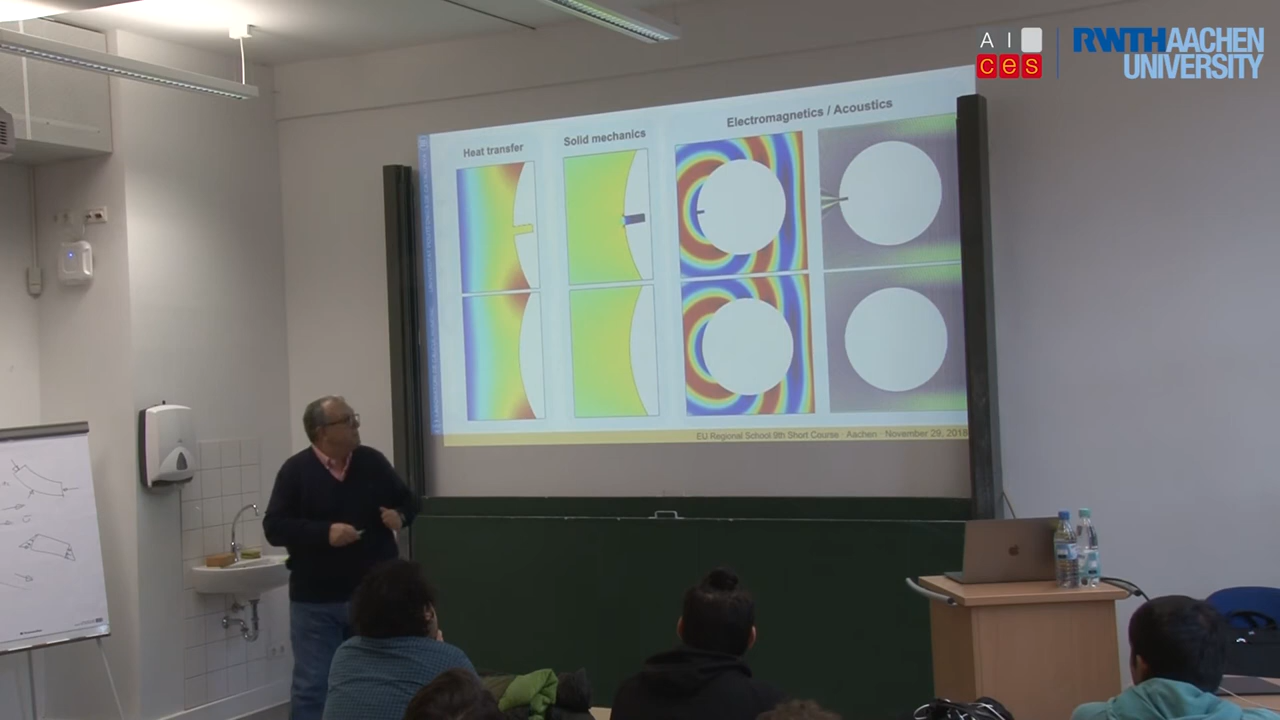 AI
ces
RWTHAACHEN
UNIVERSITY
Heat transfer
Solid mechanics
Electromagnetics / Acoustics
EU Regional School 9th Short Course · Aachen · November 29, 2018